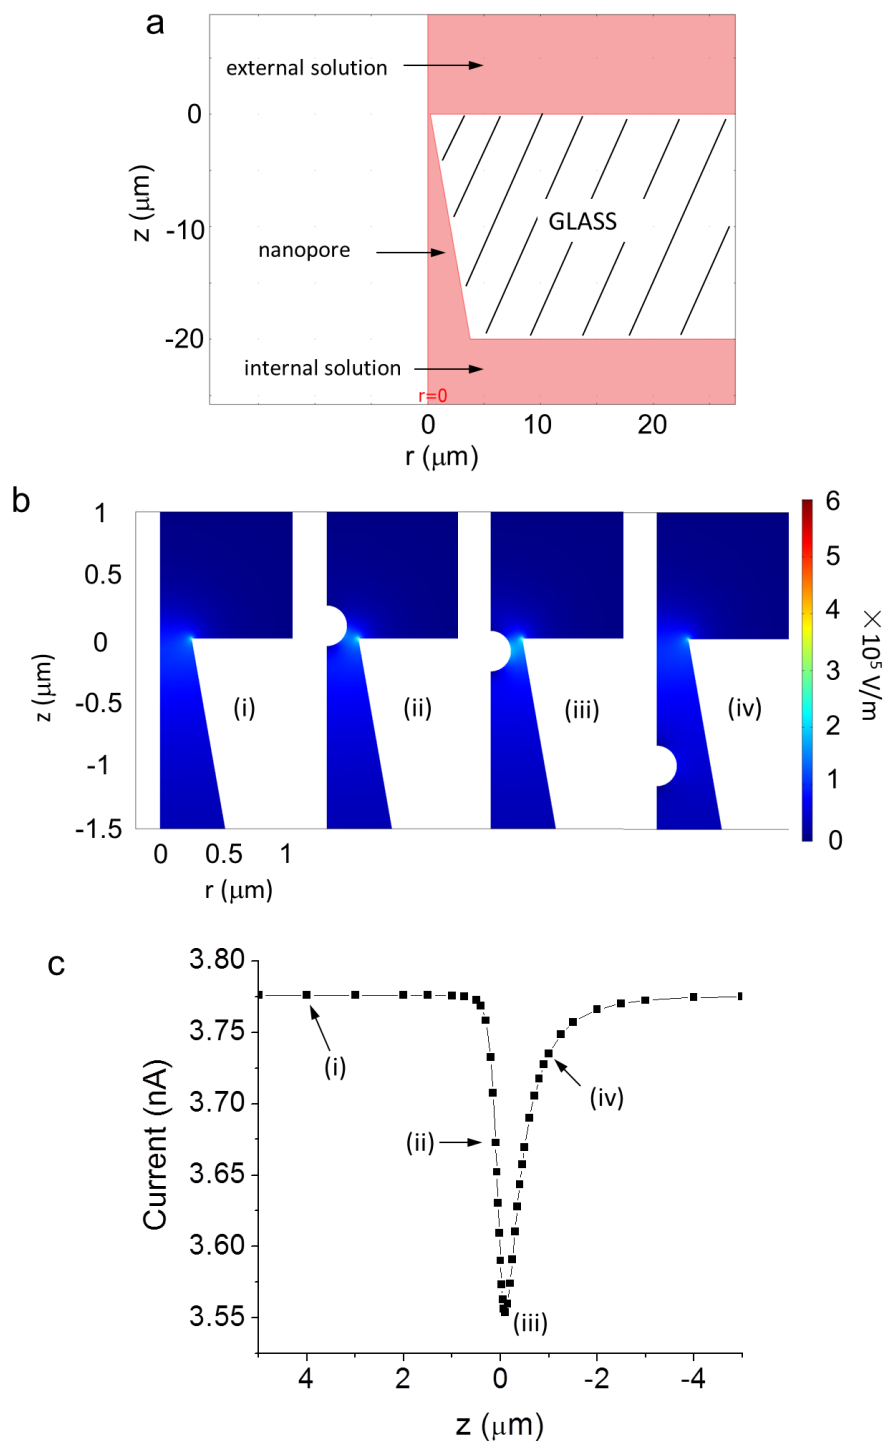 a
external solution
0
z (μm)
-10
GLASS
nanopore
-20
internal solution
r=0
0 10 20
r (μm)
b
1
0.5
0
-0.5
-1
-1.5
z (μm)
(i) (ii) (iii) (iv)
0 0.5 1
r (μm)
6
5
4
3
2
1
0
×10⁵ V/m
c
3.80
3.75
3.70
3.65
3.60
3.55
Current (nA)
(i)
(ii)
(iii)
(iv)
4 2 0 -2 -4
z (μm)